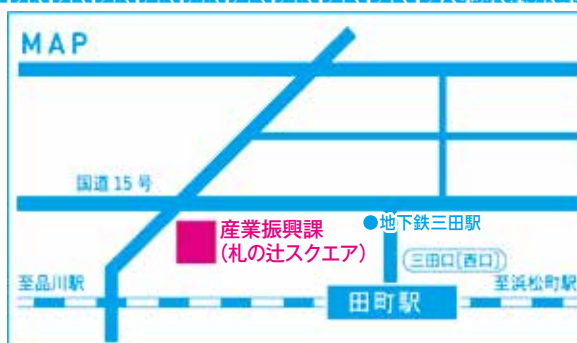 MAP
国道15号
産業振興課
(札の辻スクエア)
●地下鉄三田駅
三田口[西口]
至品川駅
至浜松町駅
田町駅